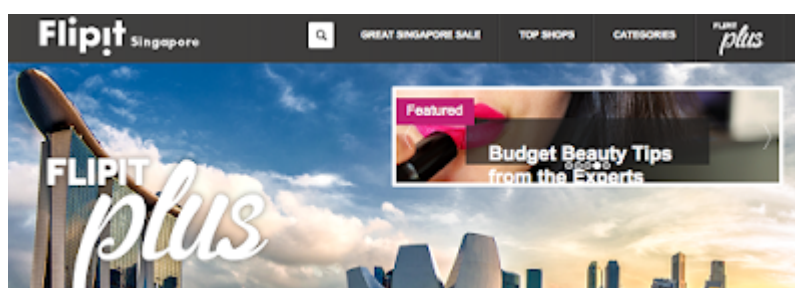 Flipit Singapore
GREAT SINGAPORE SALE
TOP SHOPS
CATEGORIES
FLIPIT
plus
Featured
Budget Beauty Tips
from the Experts
FLIPIT
plus